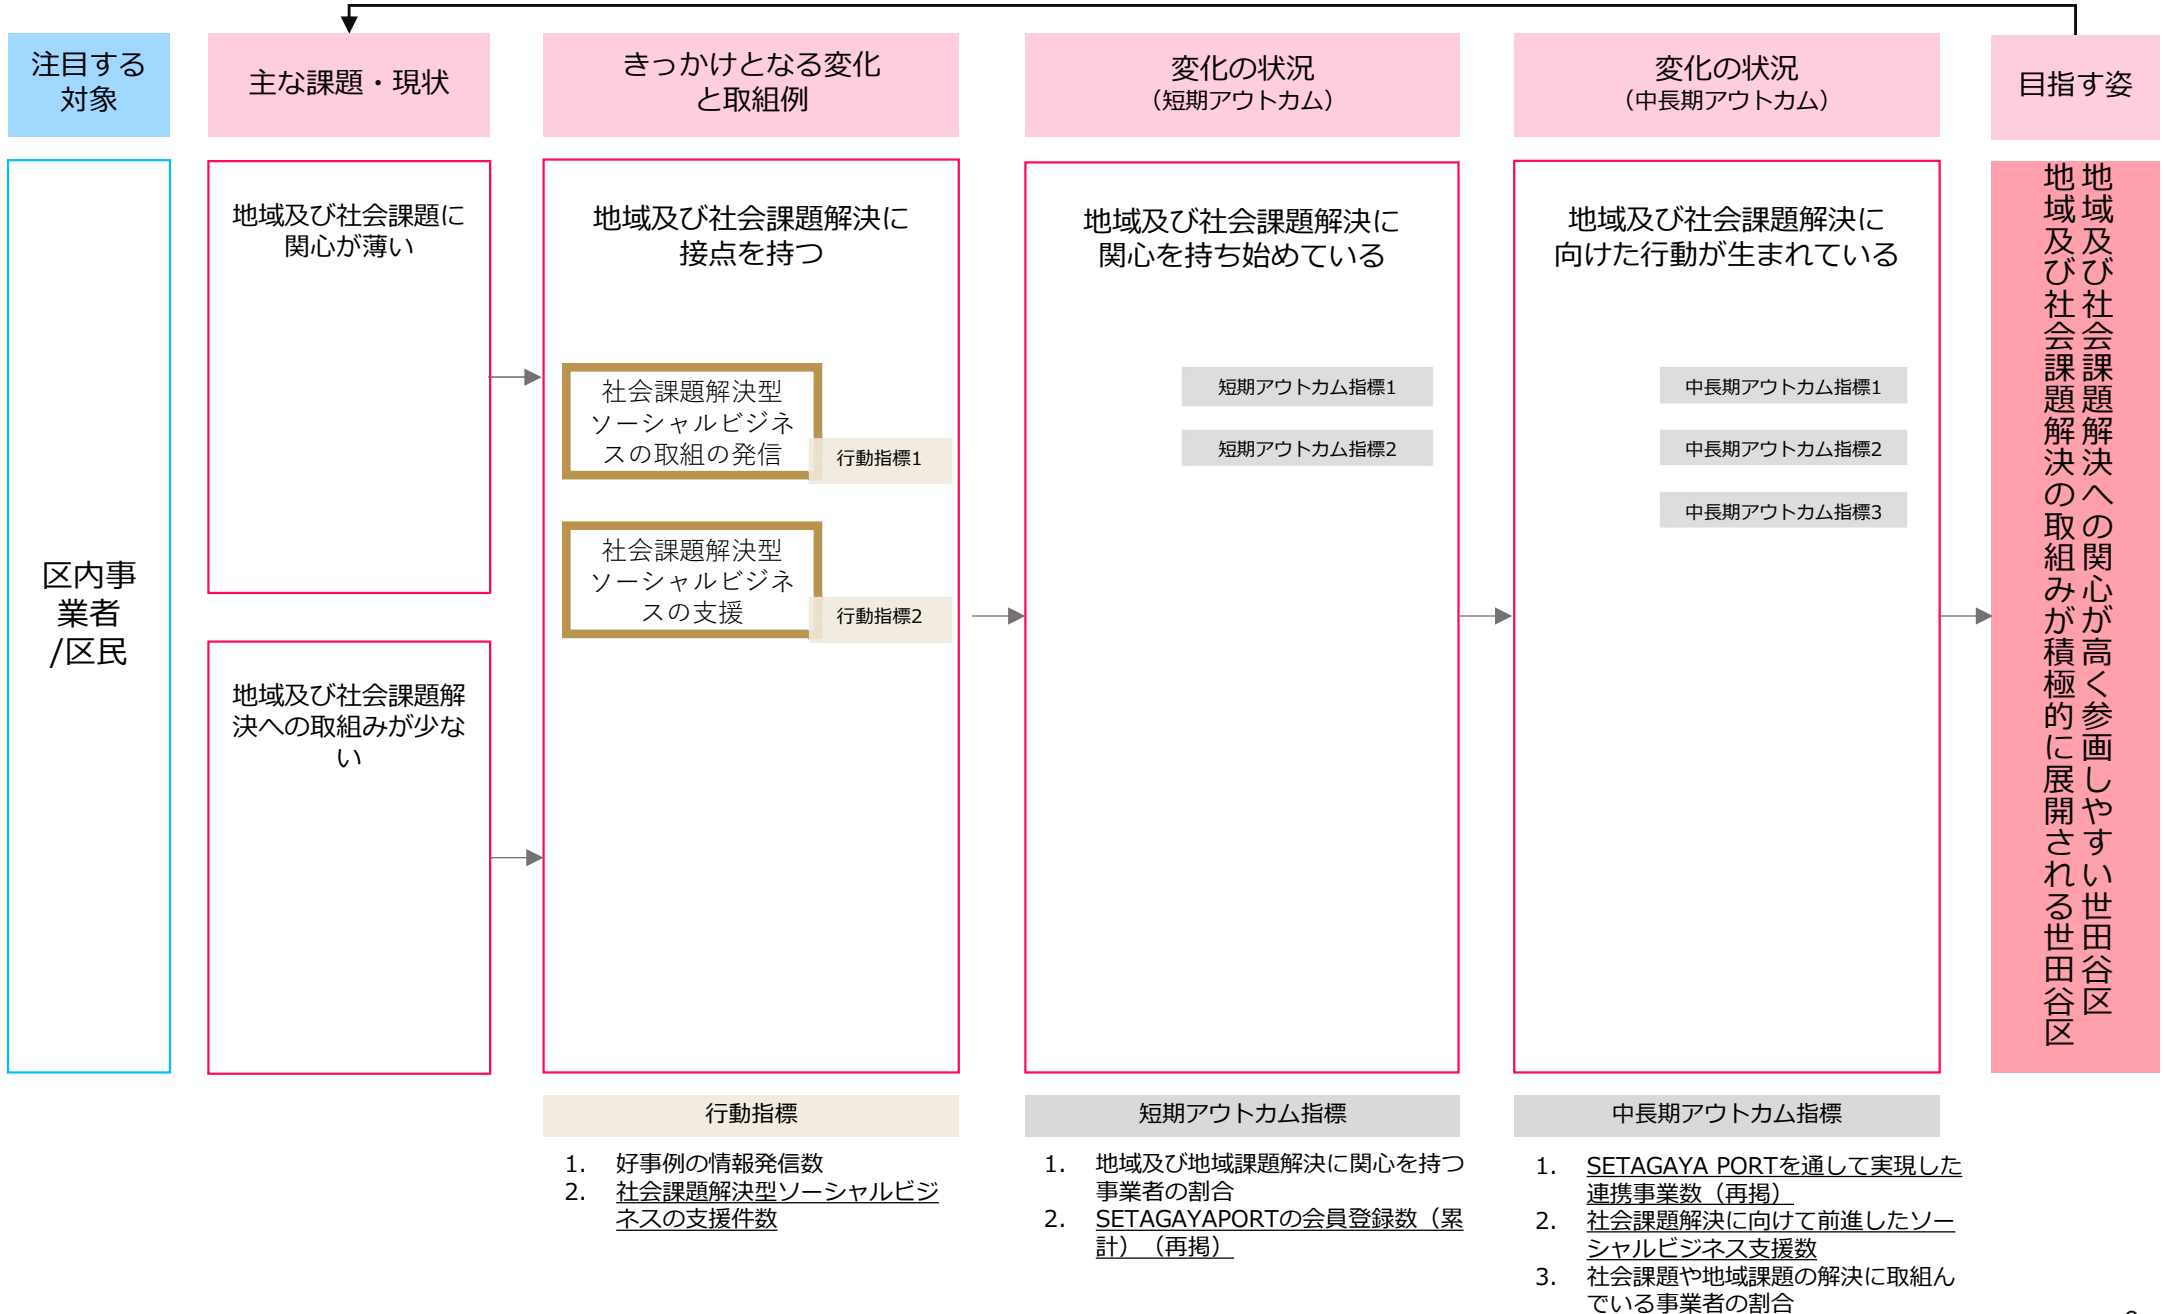 注目する
対象
主な課題・現状
きっかけとなる変化
と取組例
変化の状況
（短期アウトカム）
変化の状況
（中長期アウトカム）
目指す姿
区内事
業者
/区民
地域及び社会課題に
関心が薄い
地域及び社会課題解
決への取組みが少な
い
地域及び社会課題解決に
接点を持つ
社会課題解決型
ソーシャルビジネ
スの取組の発信
行動指標1
社会課題解決型
ソーシャルビジネ
スの支援
行動指標2
地域及び社会課題解決に
関心を持ち始めている
短期アウトカム指標1
短期アウトカム指標2
地域及び社会課題解決に
向けた行動が生まれている
中長期アウトカム指標1
中長期アウトカム指標2
中長期アウトカム指標3
地域及び社会課題解決への関心が高く参画しやすい世田谷区
地域及び社会課題解決の取組みが積極的に展開される世田谷区
行動指標
1. 好事例の情報発信数
2. 社会課題解決型ソーシャルビジ
ネスの支援件数
短期アウトカム指標
1. 地域及び地域課題解決に関心を持つ
事業者の割合
2. SETAGAYAPORTの会員登録数（累
計）（再掲）
中長期アウトカム指標
1. SETAGAYA PORTを通して実現した
連携事業数（再掲）
2. 社会課題解決に向けて前進したソー
シャルビジネス支援数
3. 社会課題や地域課題の解決に取組ん
でいる事業者の割合